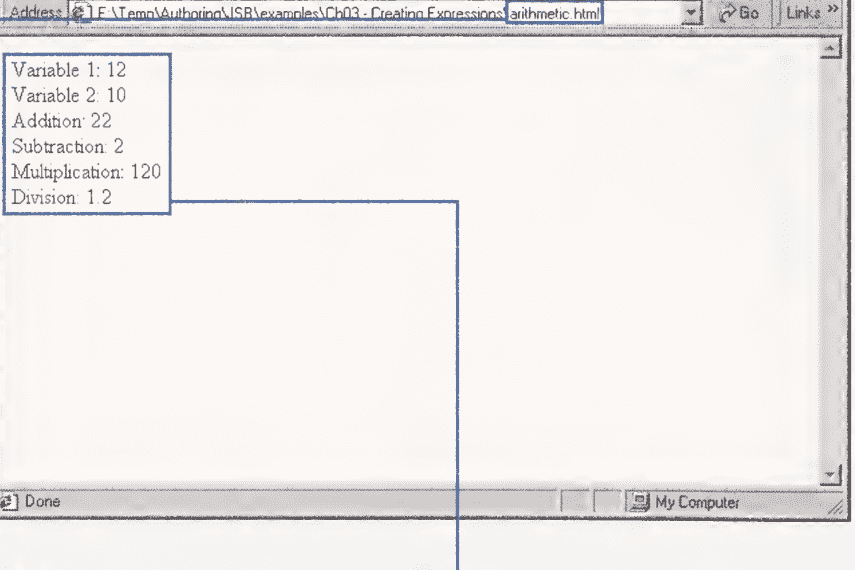 Address E:\Temp\Authoring\JSB\examples\Ch03 - Creating Expressions\arithmetic.html Go Links »
Variable 1: 12
Variable 2: 10
Addition: 22
Subtraction: 2
Multiplication: 120
Division: 1.2
Done My Computer